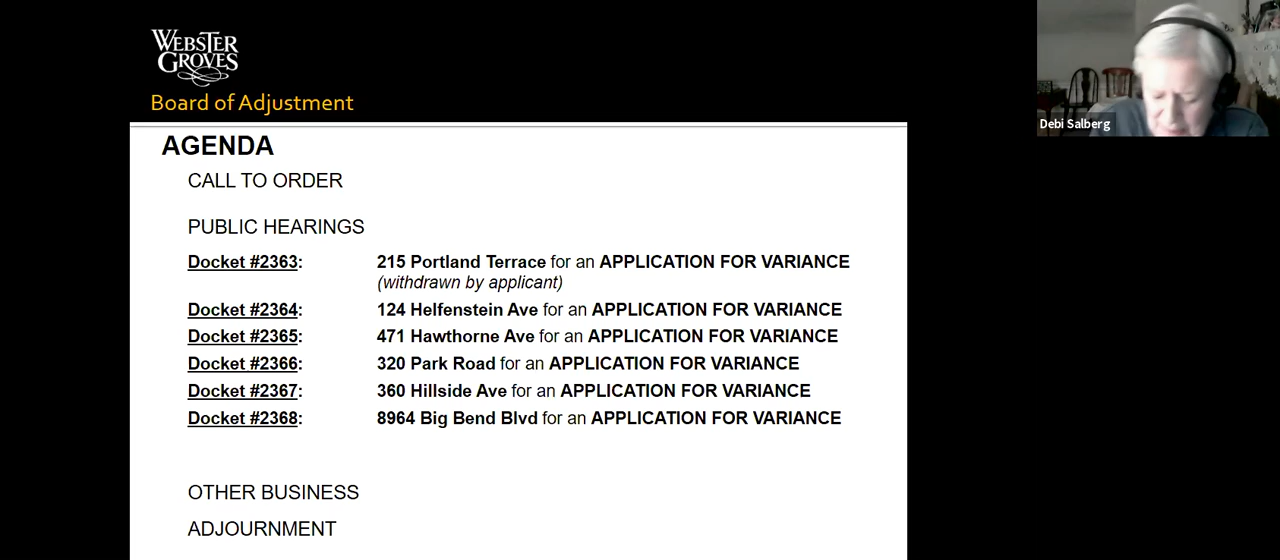 WEBSTER
GROVES
Board of Adjustment
Debi Salberg
AGENDA
CALL TO ORDER
PUBLIC HEARINGS
Docket #2363: 215 Portland Terrace for an APPLICATION FOR VARIANCE
(withdrawn by applicant)
Docket #2364: 124 Helfenstein Ave for an APPLICATION FOR VARIANCE
Docket #2365: 471 Hawthorne Ave for an APPLICATION FOR VARIANCE
Docket #2366: 320 Park Road for an APPLICATION FOR VARIANCE
Docket #2367: 360 Hillside Ave for an APPLICATION FOR VARIANCE
Docket #2368: 8964 Big Bend Blvd for an APPLICATION FOR VARIANCE
OTHER BUSINESS
ADJOURNMENT